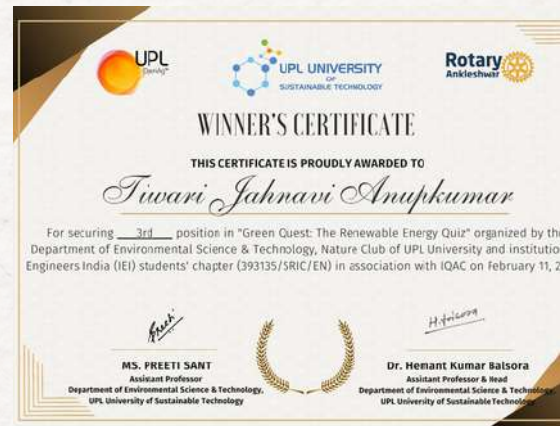 UPL
UPL UNIVERSITY
OF
SUSTAINABLE TECHNOLOGY
Rotary
Ankleshwar
WINNER'S CERTIFICATE
THIS CERTIFICATE IS PROUDLY AWARDED TO
Tiwari Jahnavi Anupkumar
For securing 3rd position in "Green Quest: The Renewable Energy Quiz" organized by the
Department of Environmental Science & Technology, Nature Club of UPL University and institution
Engineers India (IEI) students' chapter (393135/SRIC/EN) in association with IQAC on February 11, 2
Preeti
MS. PREETI SANT
Assistant Professor
Department of Environmental Science & Technology,
UPL University of Sustainable Technology
Dr. Hemant Kumar Balsora
Assistant Professor & Head
Department of Environmental Science & Technology,
UPL University of Sustainable Technology